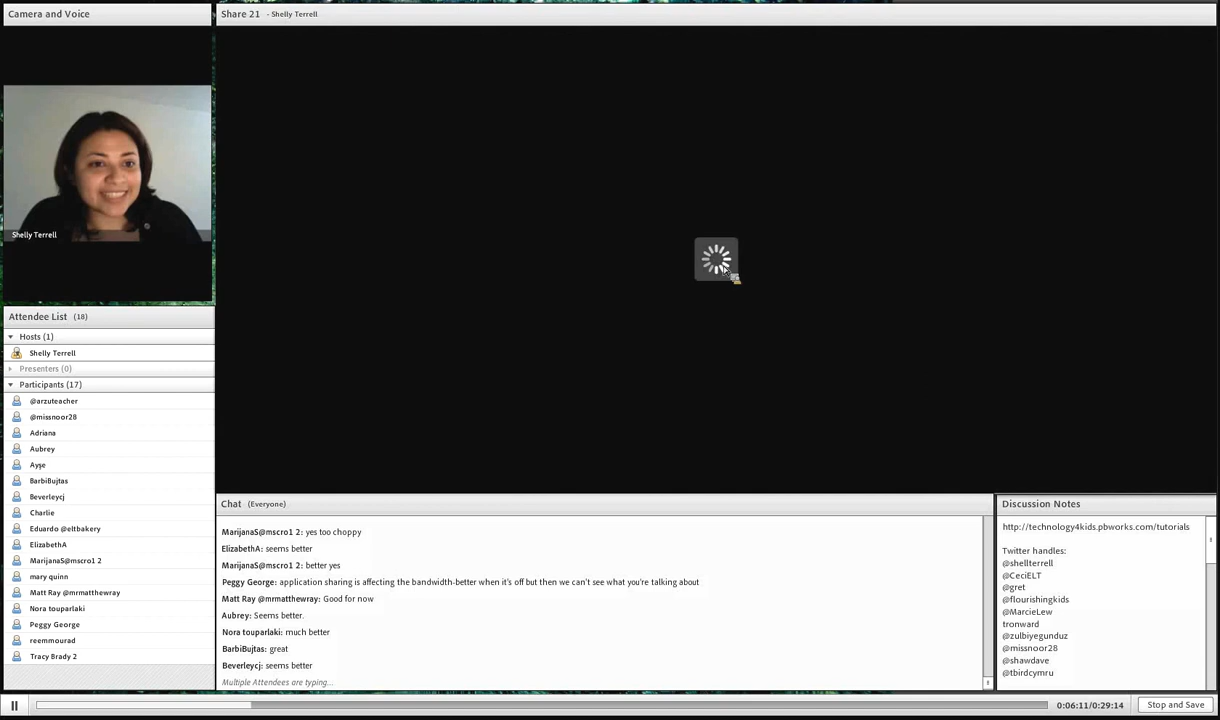 Camera and Voice
Share 21 - Shelly Terrell
Shelly Terrell
Attendee List (18)
Hosts (1)
Shelly Terrell
Presenters (0)
Participants (17)
@arzuteacher
@missnoor28
Adriana
Aubrey
Ayşe
BarbiBujtas
Beverleycj
Charlie
Eduardo @eltbakery
ElizabethA
MarijanaS@mscro1 2
mary quinn
Matt Ray @mrmatthewray
Nora touparlaki
Peggy George
reemmourad
Tracy Brady 2
Chat (Everyone)
MarijanaS@mscro1 2: yes too choppy
ElizabethA: seems better
MarijanaS@mscro1 2: better yes
Peggy George: application sharing is affecting the bandwidth-better when it's off but then we can't see what you're talking about
Matt Ray @mrmatthewray: Good for now
Aubrey: Seems better.
Nora touparlaki: much better
BarbiBujtas: great
Beverleycj: seems better
Multiple Attendees are typing...
Discussion Notes
http://technology4kids.pbworks.com/tutorials
Twitter handles:
@shellterrell
@CeciELT
@gret
@flourishingkids
@MarcieLew
tronward
@zulbiyegunduz
@missnoor28
@shawdave
@tbirdcymru
0:06:11/0:29:14
Stop and Save